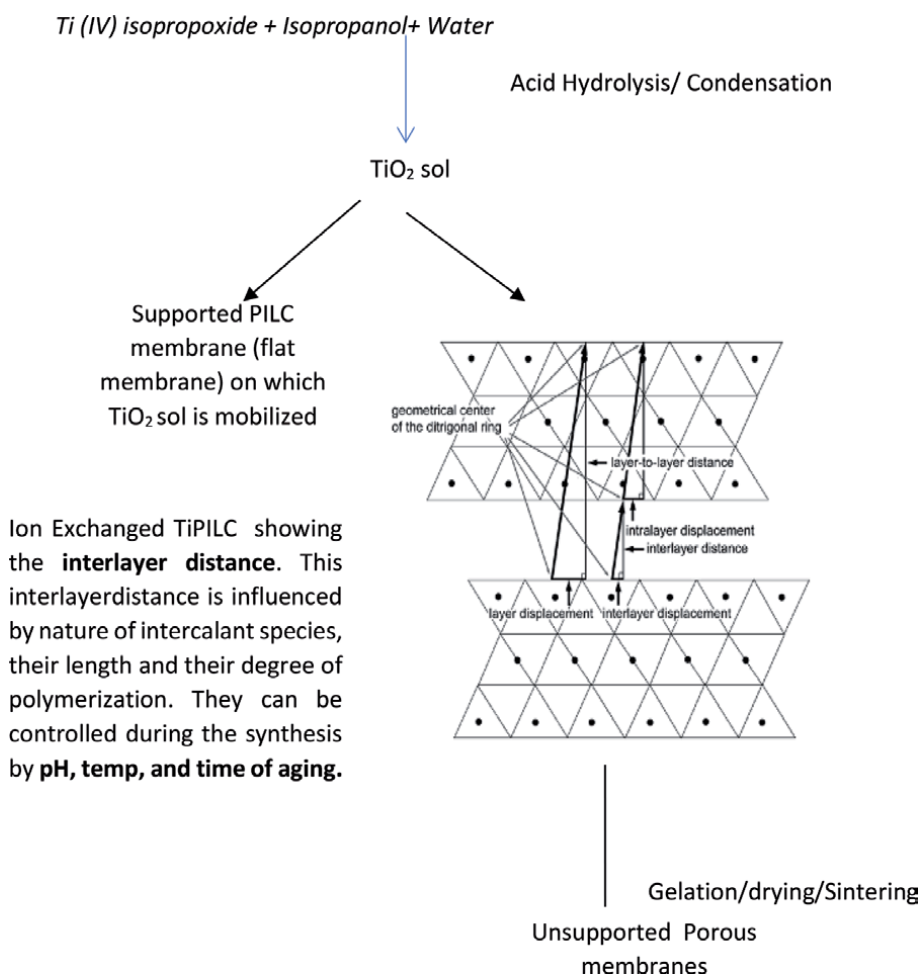 Ti (IV) isopropoxide + Isopropanol+ Water
Acid Hydrolysis/ Condensation
TiO₂ sol
Supported PILC
membrane (flat
membrane) on which
TiO₂ sol is mobilized
geometrical center
of the ditrigonal ring
layer-to-layer distance
intralayer displacement
interlayer distance
layer displacement
interlayer displacement
Ion Exchanged TiPILC showing
the interlayer distance. This
interlayerdistance is influenced
by nature of intercalant species,
their length and their degree of
polymerization. They can be
controlled during the synthesis
by pH, temp, and time of aging.
Gelation/drying/Sintering
Unsupported Porous
membranes